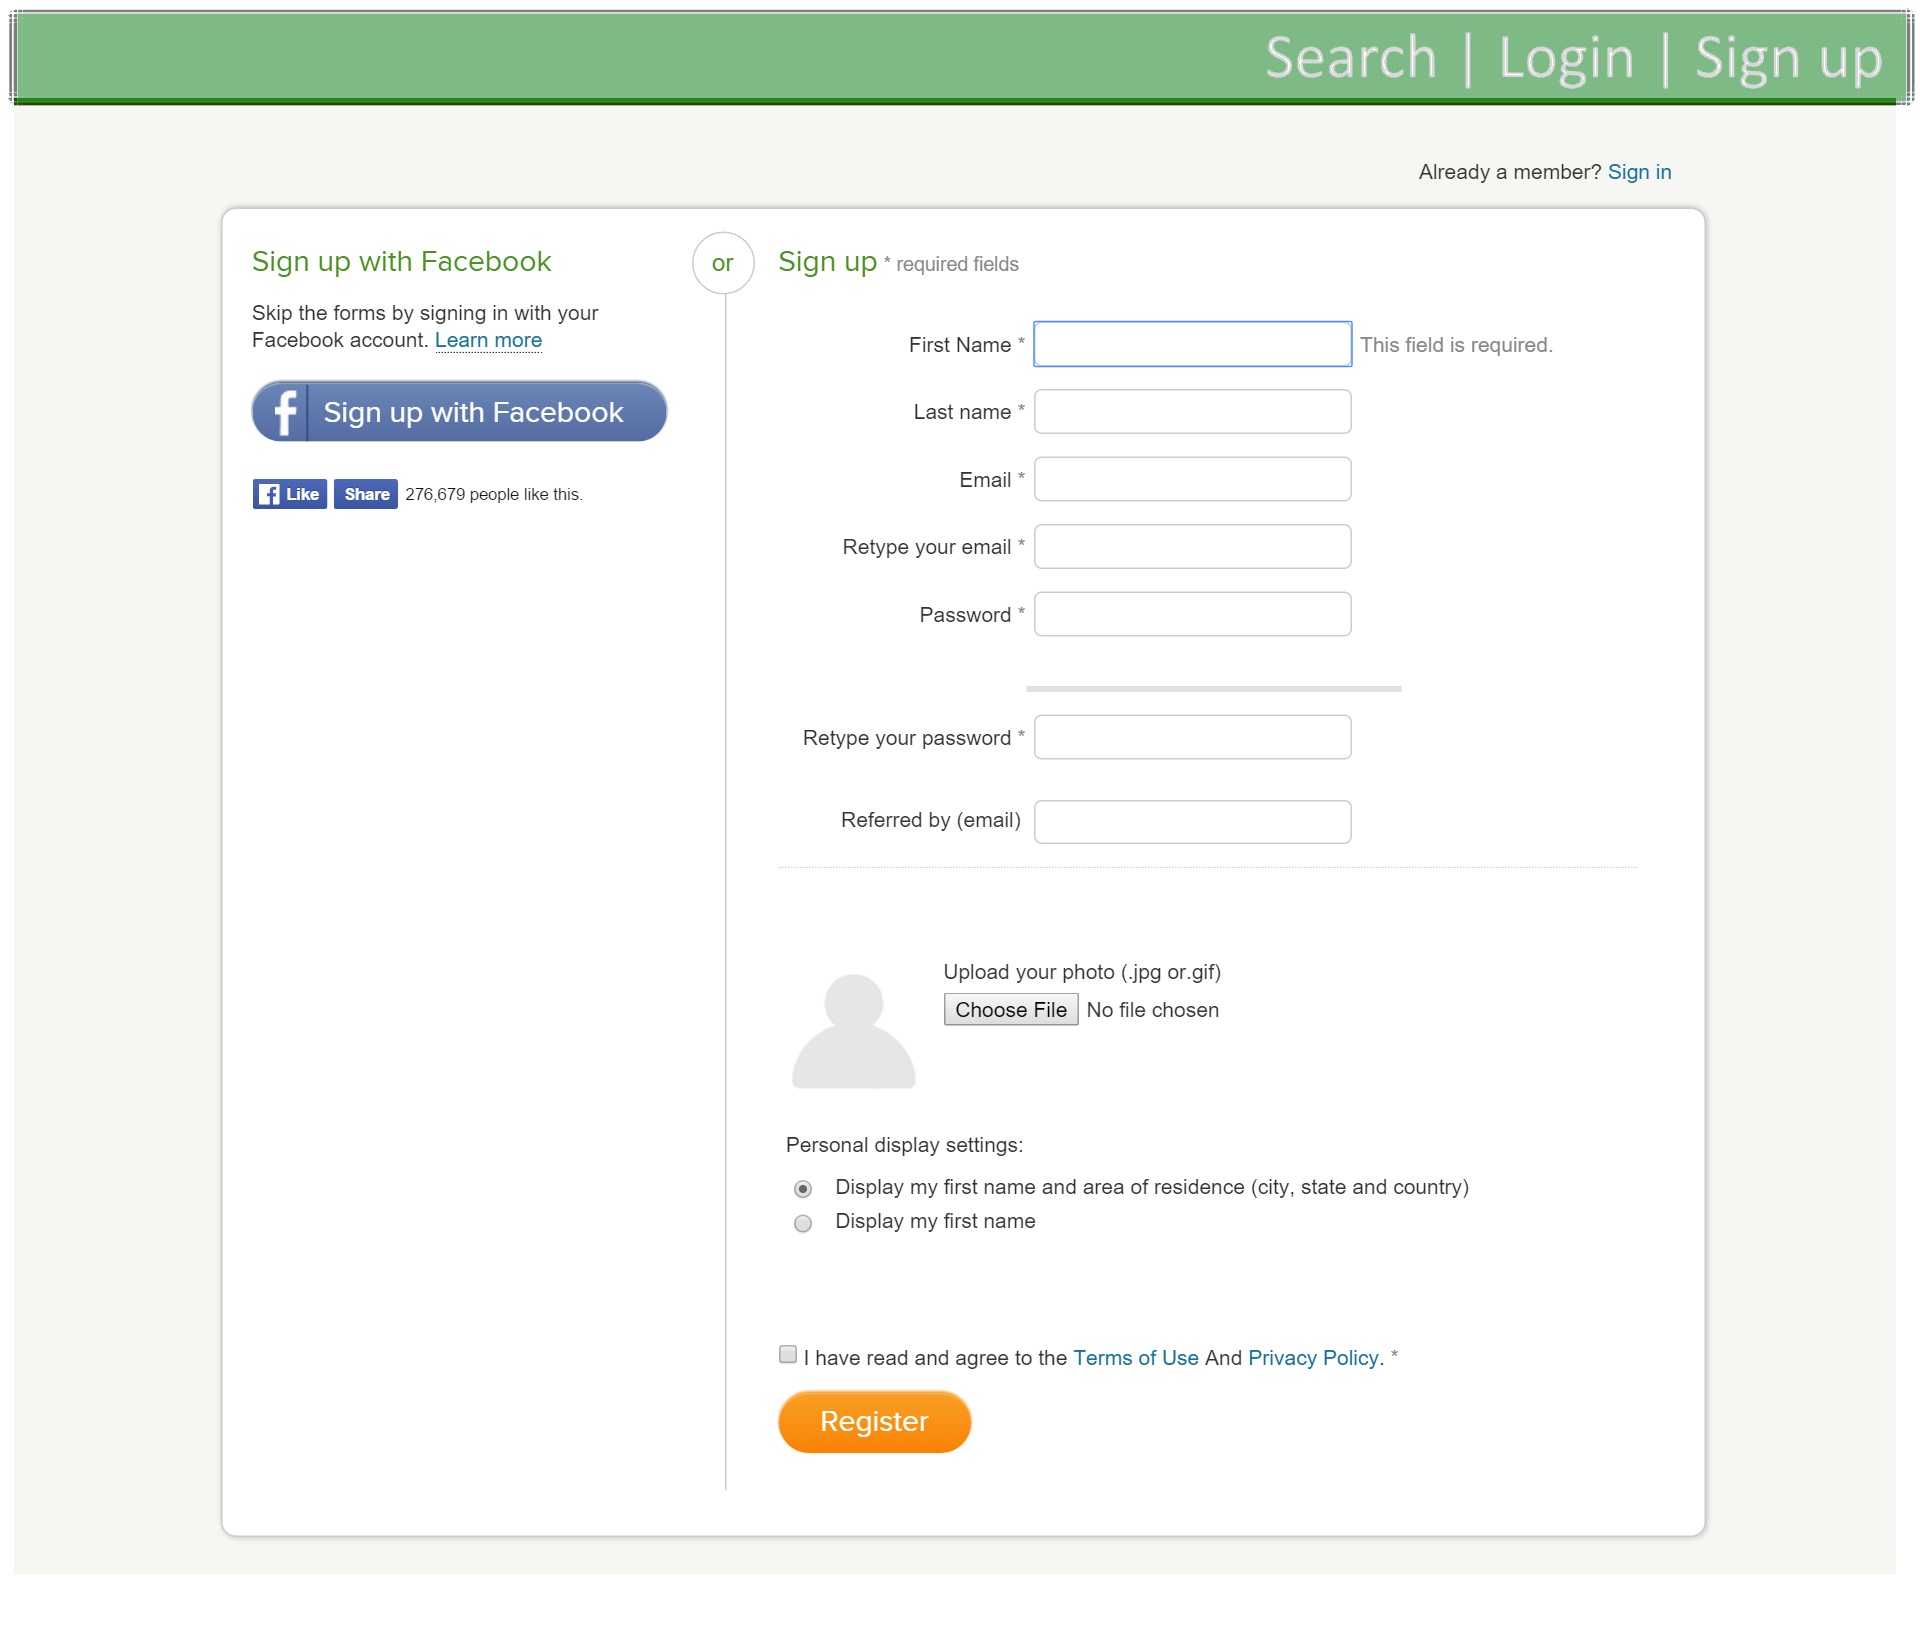 Search | Login | Sign up
Already a member? Sign in
Sign up with Facebook
Skip the forms by signing in with your
Facebook account. Learn more
f Sign up with Facebook
f Like Share 276,679 people like this.
or
Sign up * required fields
First Name * This field is required.
Last name *
Email *
Retype your email *
Password *
Retype your password *
Referred by (email)
Upload your photo (.jpg or.gif)
Choose File No file chosen
Personal display settings:
Display my first name and area of residence (city, state and country)
Display my first name
I have read and agree to the Terms of Use And Privacy Policy. *
Register